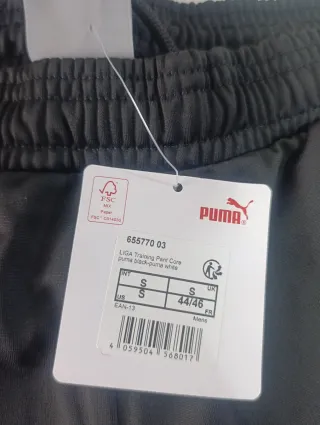 FSC
MIX
Paper
PUMA
655770 03
LIGA Training Pant Core
puma black-puma white
INT S S UK
US S 44/46 FR
EAN-13 Mens
4 059504 568017